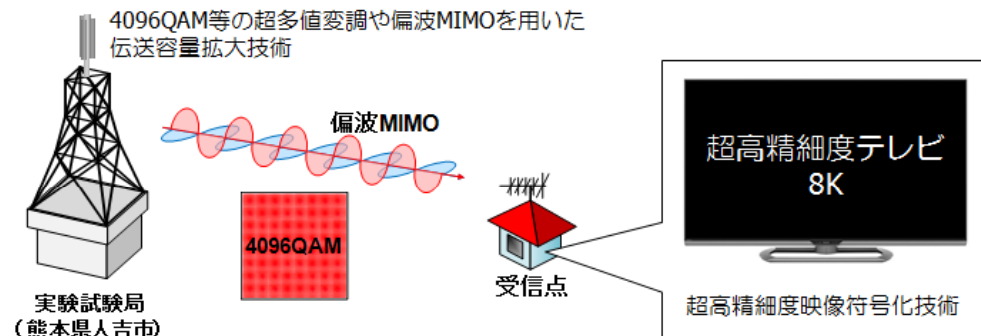 4096QAM等の超多値変調や偏波MIMOを用いた
伝送容量拡大技術
偏波MIMO
4096QAM
実験試験局
(熊本県人吉市)
受信点
超高精細度テレビ
8K
超高精細度映像符号化技術